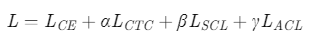 L = L_{CE} + αL_{CTC} + βL_{SCL} + γL_{ACL}